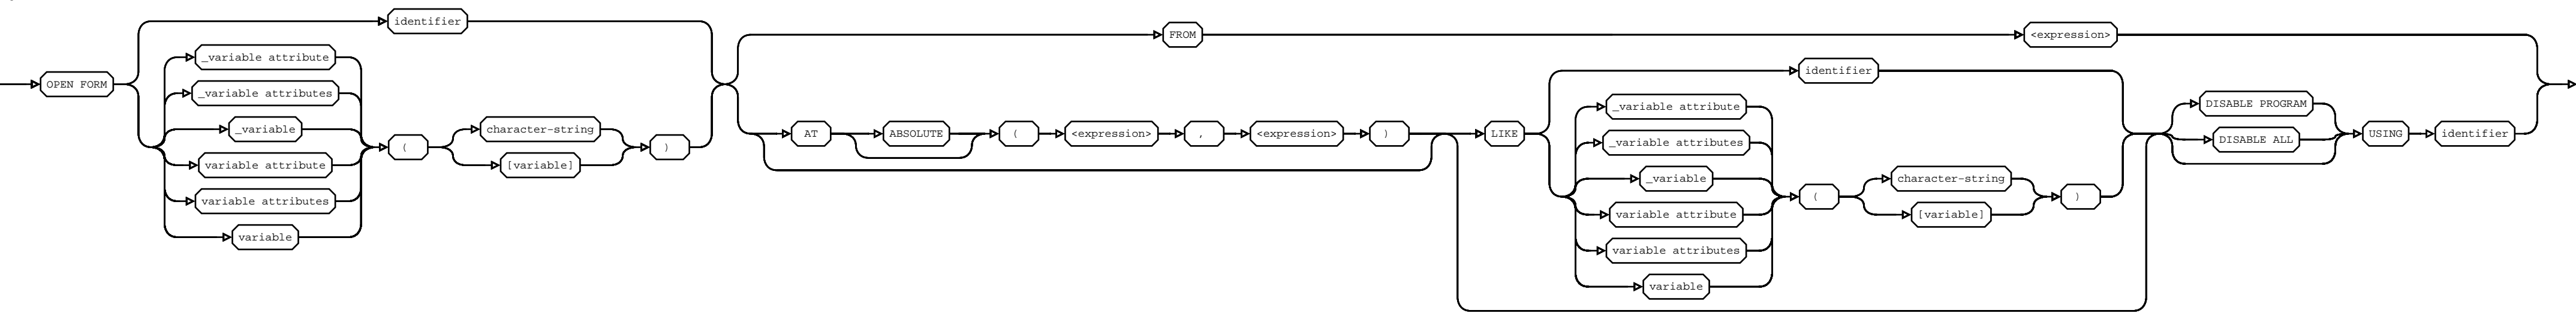 OPEN FORM
identifier
_variable attribute
_variable attributes
_variable
variable attribute
variable attributes
variable
(
character-string
[variable]
)
FROM
<expression>
AT
ABSOLUTE
(
<expression>
,
<expression>
)
LIKE
identifier
_variable attribute
_variable attributes
_variable
variable attribute
variable attributes
variable
(
character-string
[variable]
)
DISABLE PROGRAM
DISABLE ALL
USING
identifier